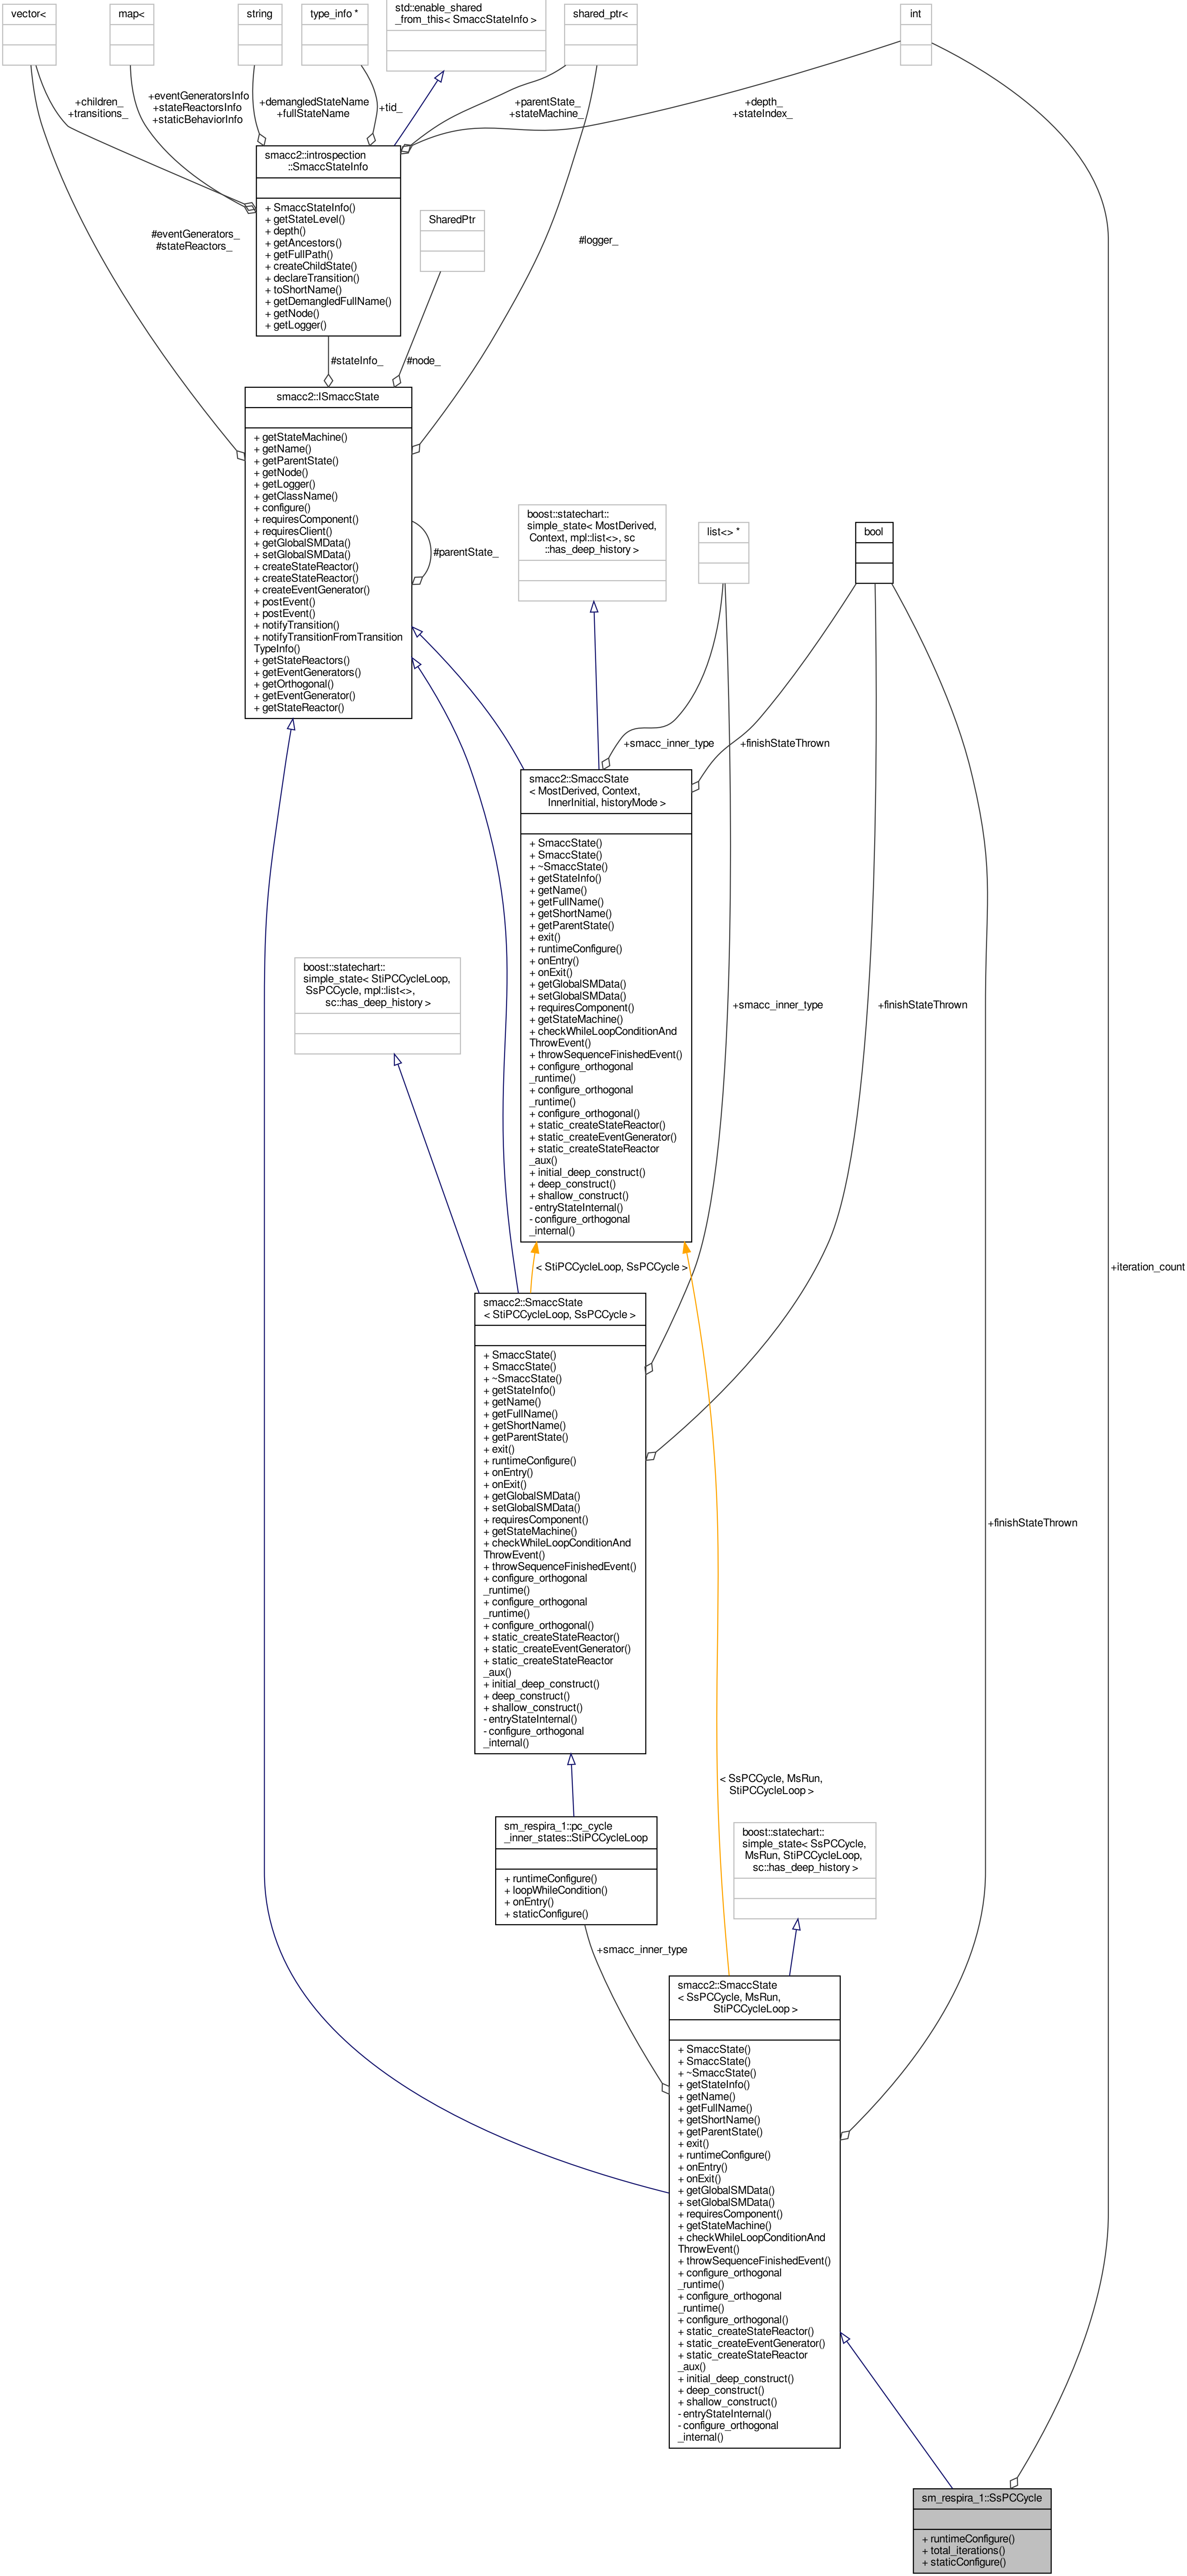 vector<
map<
string
type_info *
std::enable_shared
_from_this< SmaccStateInfo >
shared_ptr<
int
+children_
+transitions_
+eventGeneratorsInfo
+stateReactorsInfo
+staticBehaviorInfo
+demangledStateName
+fullStateName
+tid_
+parentState_
+stateMachine_
+depth_
+stateIndex_
smacc2::introspection
::SmaccStateInfo
+ SmaccStateInfo()
+ getStateLevel()
+ depth()
+ getAncestors()
+ getFullPath()
+ createChildState()
+ declareTransition()
+ toShortName()
+ getDemangledFullName()
+ getNode()
+ getLogger()
SharedPtr
#eventGenerators_
#stateReactors_
#logger_
#stateInfo_
#node_
smacc2::ISmaccState
+ getStateMachine()
+ getName()
+ getParentState()
+ getNode()
+ getLogger()
+ getClassName()
+ configure()
+ requiresComponent()
+ requiresClient()
+ getGlobalSMData()
+ setGlobalSMData()
+ createStateReactor()
+ createStateReactor()
+ createEventGenerator()
+ postEvent()
+ postEvent()
+ notifyTransition()
+ notifyTransitionFromTransition
TypeInfo()
+ getStateReactors()
+ getEventGenerators()
+ getOrthogonal()
+ getEventGenerator()
+ getStateReactor()
#parentState_
boost::statechart::
simple_state< MostDerived,
Context, mpl::list<>, sc
::has_deep_history >
list<> *
bool
+smacc_inner_type
+finishStateThrown
smacc2::SmaccState
< MostDerived, Context,
InnerInitial, historyMode >
+ SmaccState()
+ SmaccState()
+ ~SmaccState()
+ getStateInfo()
+ getName()
+ getFullName()
+ getShortName()
+ getParentState()
+ exit()
+ runtimeConfigure()
+ onEntry()
+ onExit()
+ getGlobalSMData()
+ setGlobalSMData()
+ requiresComponent()
+ getStateMachine()
+ checkWhileLoopConditionAnd
ThrowEvent()
+ throwSequenceFinishedEvent()
+ configure_orthogonal
_runtime()
+ configure_orthogonal
_runtime()
+ configure_orthogonal()
+ static_createStateReactor()
+ static_createEventGenerator()
+ static_createStateReactor
_aux()
+ initial_deep_construct()
+ deep_construct()
+ shallow_construct()
- entryStateInternal()
- configure_orthogonal
_internal()
boost::statechart::
simple_state< StiPCCycleLoop,
SsPCCycle, mpl::list<>,
sc::has_deep_history >
+smacc_inner_type
+finishStateThrown
< StiPCCycleLoop, SsPCCycle >
+iteration_count
smacc2::SmaccState
< StiPCCycleLoop, SsPCCycle >
+ SmaccState()
+ SmaccState()
+ ~SmaccState()
+ getStateInfo()
+ getName()
+ getFullName()
+ getShortName()
+ getParentState()
+ exit()
+ runtimeConfigure()
+ onEntry()
+ onExit()
+ getGlobalSMData()
+ setGlobalSMData()
+ requiresComponent()
+ getStateMachine()
+ checkWhileLoopConditionAnd
ThrowEvent()
+ throwSequenceFinishedEvent()
+ configure_orthogonal
_runtime()
+ configure_orthogonal
_runtime()
+ configure_orthogonal()
+ static_createStateReactor()
+ static_createEventGenerator()
+ static_createStateReactor
_aux()
+ initial_deep_construct()
+ deep_construct()
+ shallow_construct()
- entryStateInternal()
- configure_orthogonal
_internal()
+finishStateThrown
< SsPCCycle, MsRun,
StiPCCycleLoop >
sm_respira_1::pc_cycle
_inner_states::StiPCCycleLoop
+ runtimeConfigure()
+ loopWhileCondition()
+ onEntry()
+ staticConfigure()
boost::statechart::
simple_state< SsPCCycle,
MsRun, StiPCCycleLoop,
sc::has_deep_history >
+smacc_inner_type
smacc2::SmaccState
< SsPCCycle, MsRun,
StiPCCycleLoop >
+ SmaccState()
+ SmaccState()
+ ~SmaccState()
+ getStateInfo()
+ getName()
+ getFullName()
+ getShortName()
+ getParentState()
+ exit()
+ runtimeConfigure()
+ onEntry()
+ onExit()
+ getGlobalSMData()
+ setGlobalSMData()
+ requiresComponent()
+ getStateMachine()
+ checkWhileLoopConditionAnd
ThrowEvent()
+ throwSequenceFinishedEvent()
+ configure_orthogonal
_runtime()
+ configure_orthogonal
_runtime()
+ configure_orthogonal()
+ static_createStateReactor()
+ static_createEventGenerator()
+ static_createStateReactor
_aux()
+ initial_deep_construct()
+ deep_construct()
+ shallow_construct()
- entryStateInternal()
- configure_orthogonal
_internal()
sm_respira_1::SsPCCycle
+ runtimeConfigure()
+ total_iterations()
+ staticConfigure()